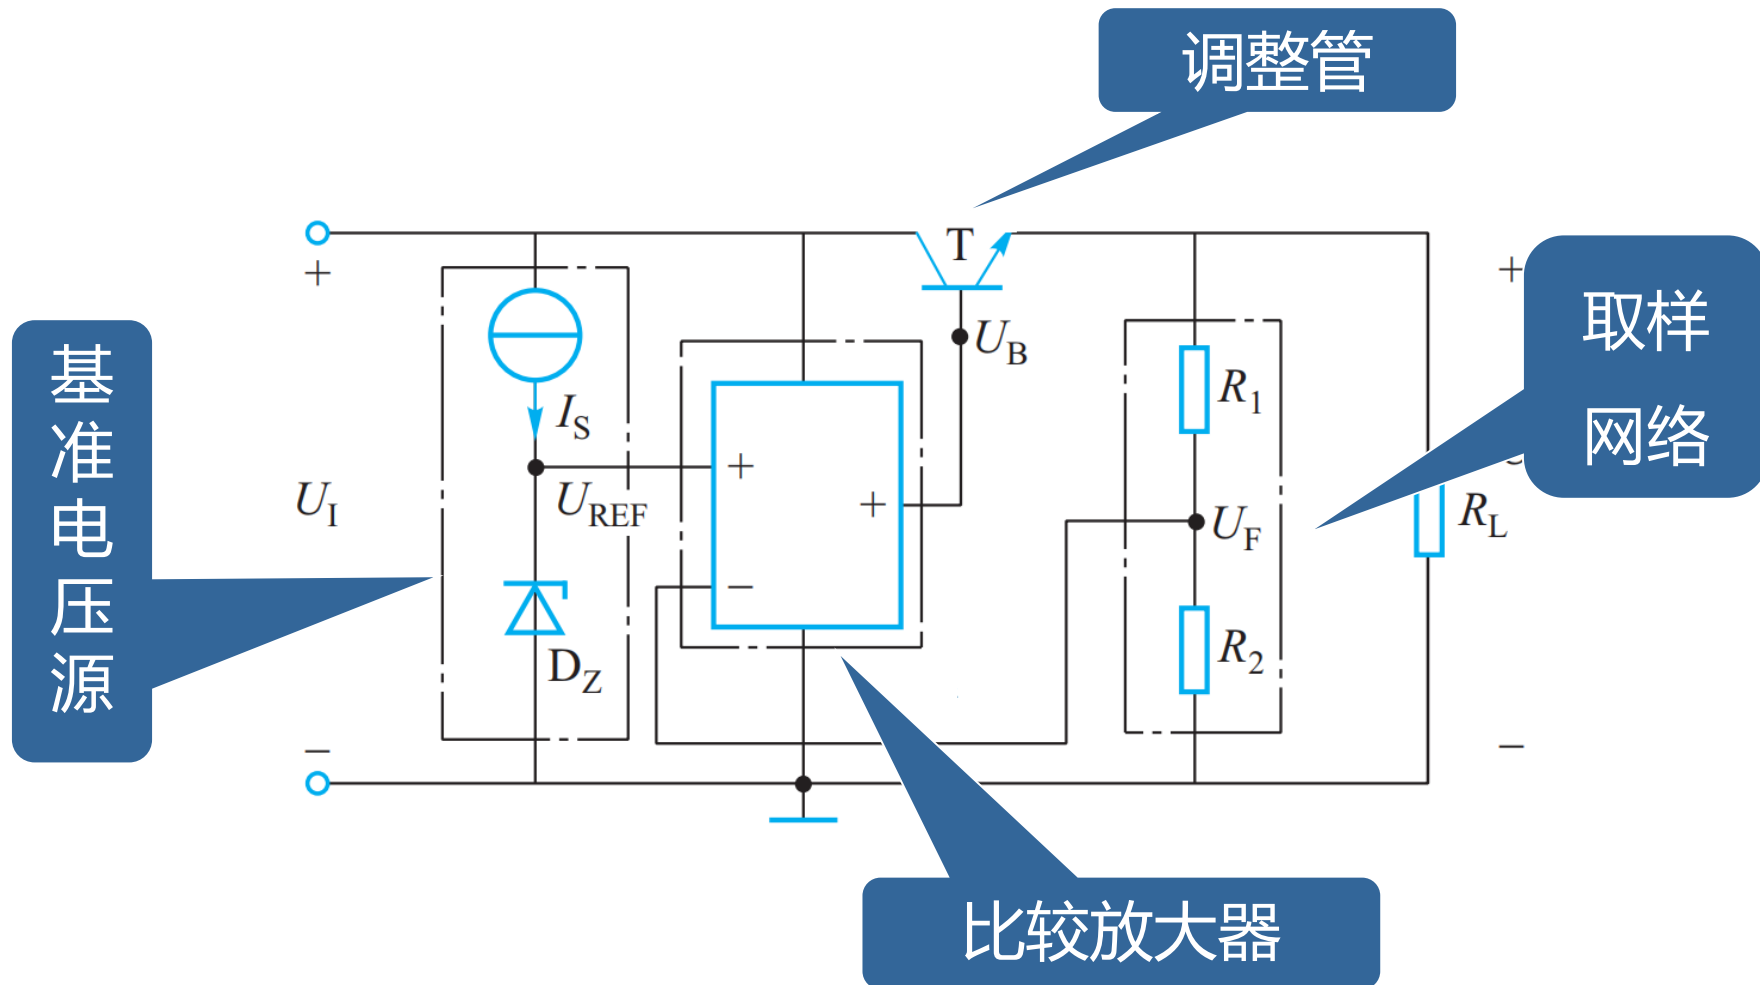 调整管
T
+
+
取样
网络
基
准
电
压
源
U_B
R_1
I_S
+
U_I
U_REF
+
U_F
R_L
−
R_2
D_Z
−
−
比较放大器